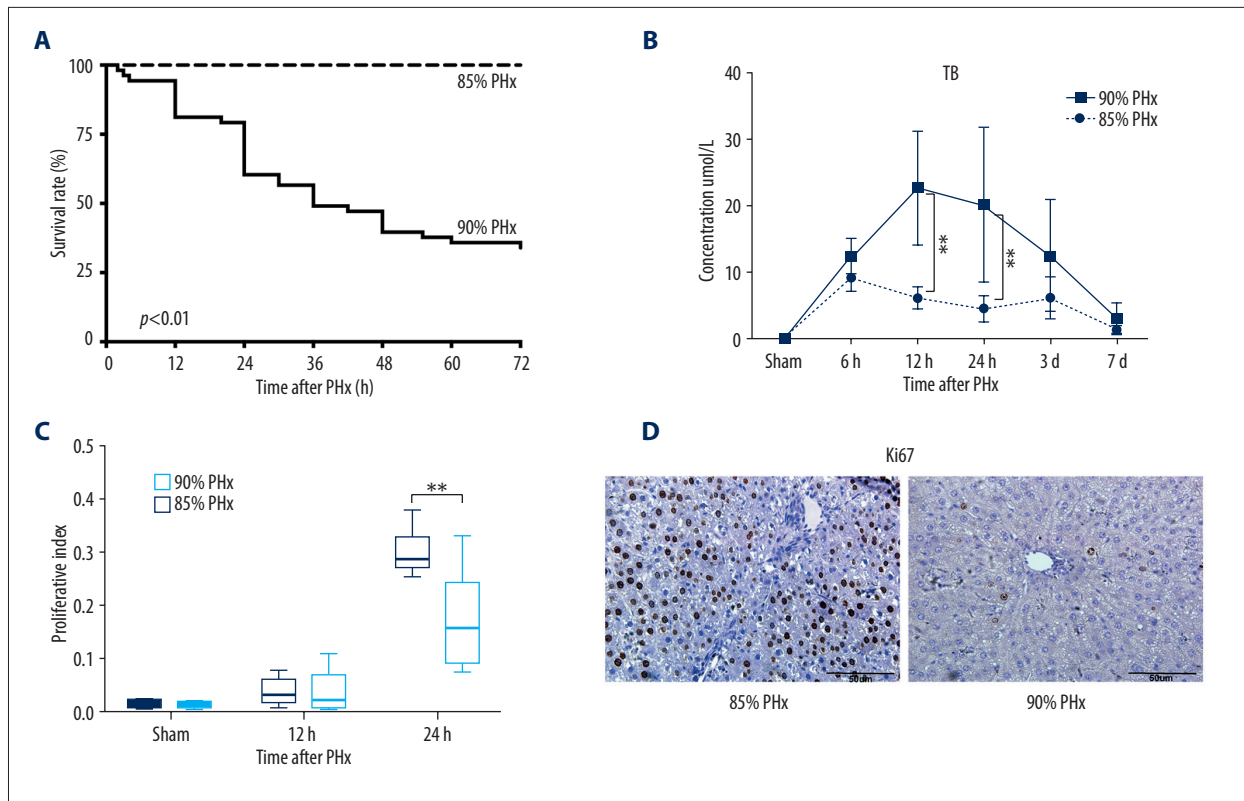 A
100
75
50
25
0
Survival rate (%)
85% PHx
90% PHx
p<0.01
0 12 24 36 48 60 72
Time after PHx (h)
B
TB
40
30
20
10
0
Concentration umol/L
90% PHx
85% PHx
**
**
Sham 6 h 12 h 24 h 3 d 7 d
Time after PHx
C
0.5
0.4
0.3
0.2
0.1
0.0
Proliferative index
90% PHx
85% PHx
**
Sham 12 h 24 h
Time after PHx
D
Ki67
50um
50um
85% PHx
90% PHx